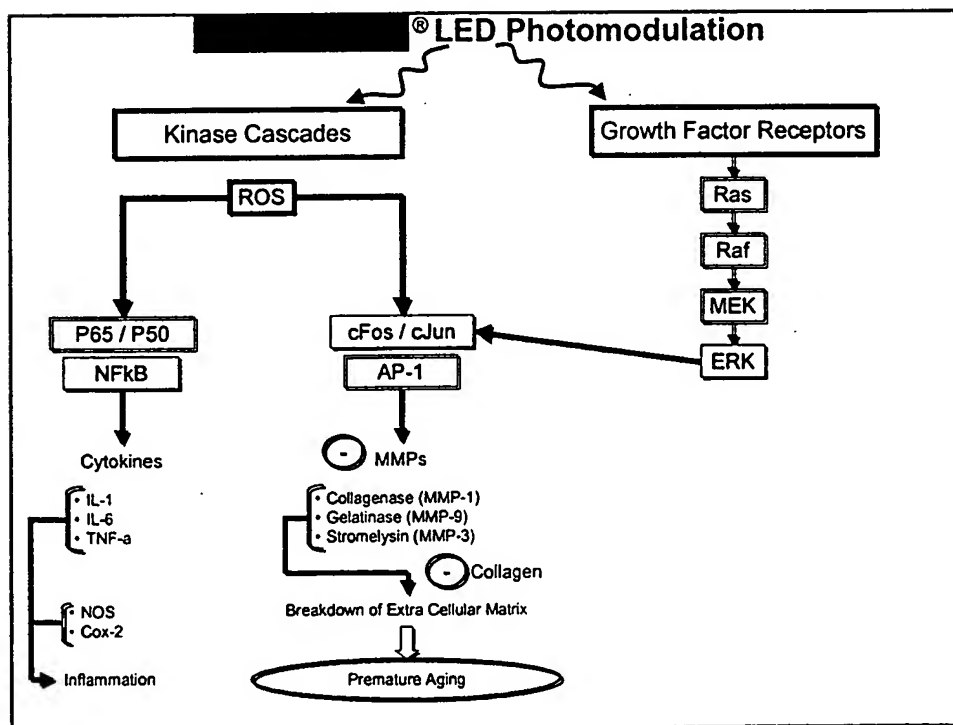 ® LED Photomodulation
Kinase Cascades
Growth Factor Receptors
ROS
Ras
Raf
MEK
ERK
P65 / P50
NFkB
cFos / cJun
AP-1
Cytokines
• IL-1
• IL-6
• TNF-a
• NOS
• Cox-2
Inflammation
- MMPs
• Collagenase (MMP-1)
• Gelatinase (MMP-9)
• Stromelysin (MMP-3)
- Collagen
Breakdown of Extra Cellular Matrix
Premature Aging